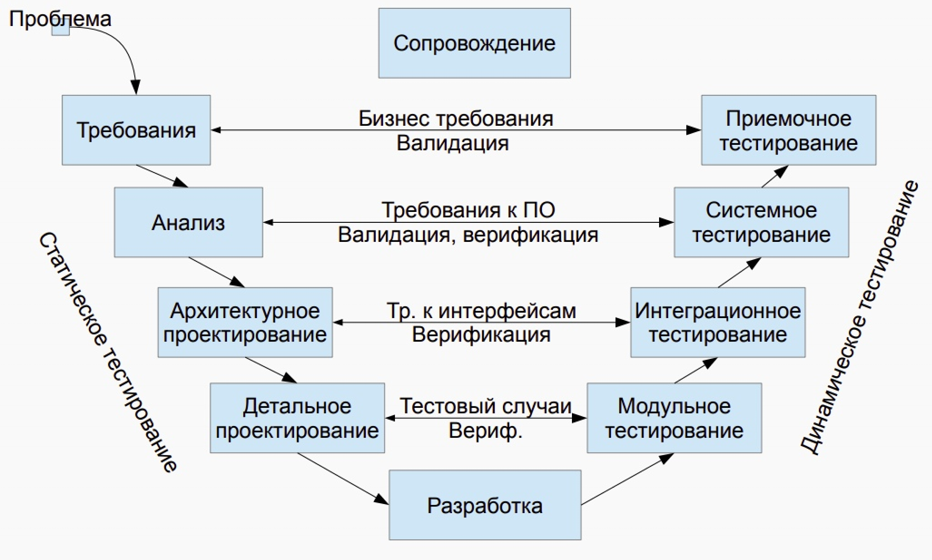 Проблема
Сопровождение
Требования
Бизнес требования
Валидация
Приемочное
тестирование
Анализ
Требования к ПО
Валидация, верификация
Системное
тестирование
Статическое тестирование
Динамическое тестирование
Архитектурное
проектирование
Тр. к интерфейсам
Верификация
Интеграционное
тестирование
Детальное
проектирование
Тестовый случаи
Вериф.
Модульное
тестирование
Разработка